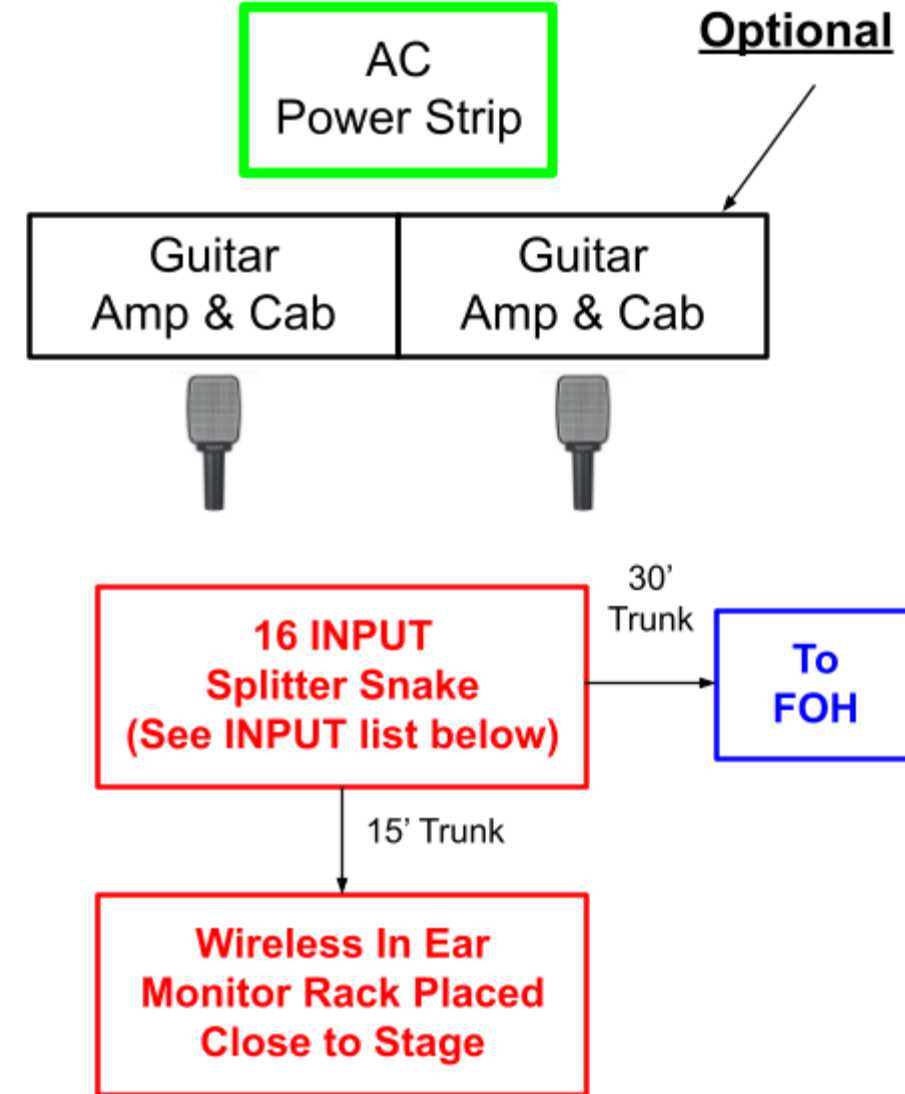 Optional
AC
Power Strip
Guitar
Amp & Cab
Guitar
Amp & Cab
30’
Trunk
16 INPUT
Splitter Snake
(See INPUT list below)
To
FOH
15’ Trunk
Wireless In Ear
Monitor Rack Placed
Close to Stage